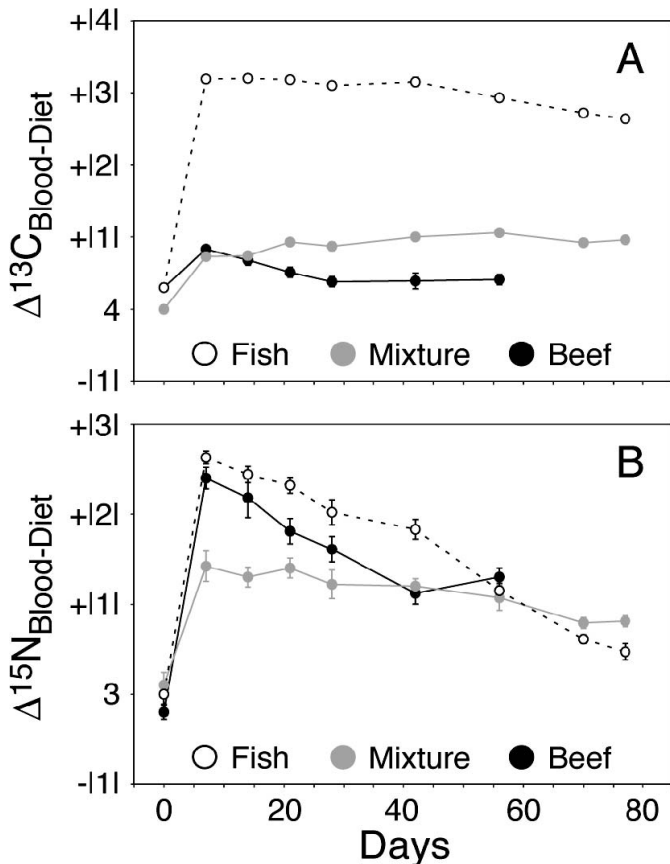 A
+|4|
+|3|
+|2|
+|1|
4
-|1|
Δ13CBlood-Diet
Fish Mixture Beef
B
+|3|
+|2|
+|1|
3
-|1|
Δ15NBlood-Diet
Fish Mixture Beef
0 20 40 60 80
Days